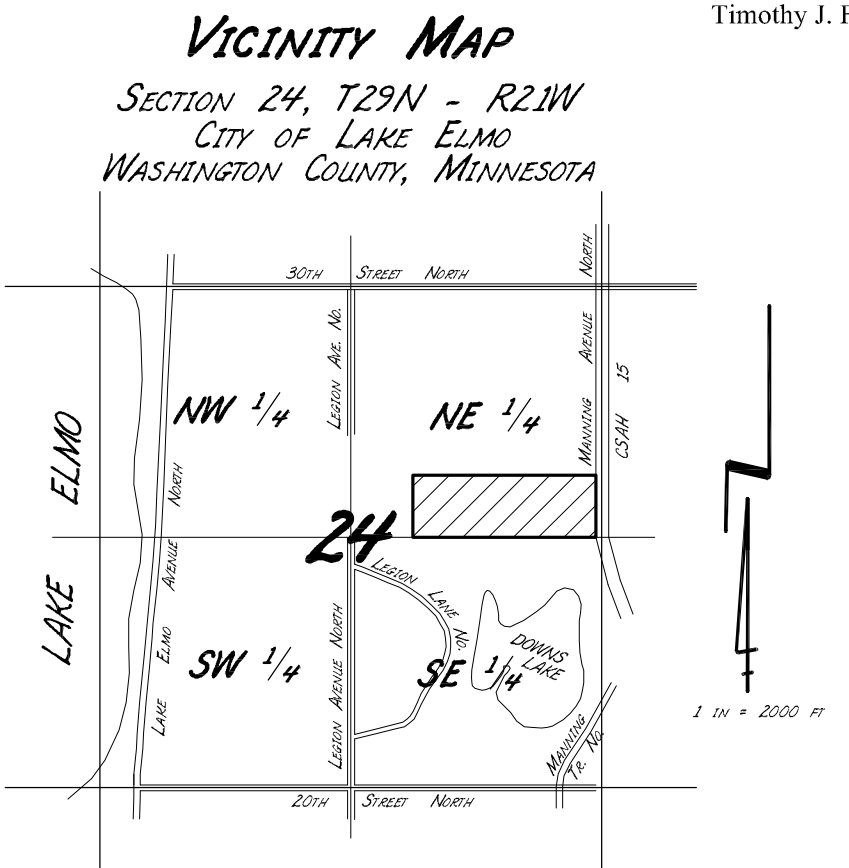 Timothy J.
VICINITY MAP
SECTION 24, T29N - R21W
CITY OF LAKE ELMO
WASHINGTON COUNTY, MINNESOTA
30TH STREET NORTH
MANNING AVENUE NORTH
CSAH 15
LEGION AVE. NO.
NW 1/4
NE 1/4
LAKE ELMO
LAKE ELMO AVENUE NORTH
24
LEGION LANE NO.
LEGION AVENUE NORTH
DOWNS
LAKE
SW 1/4
SE 1/4
1 IN = 2000 FT
MANNING
TR. NO.
20TH STREET NORTH